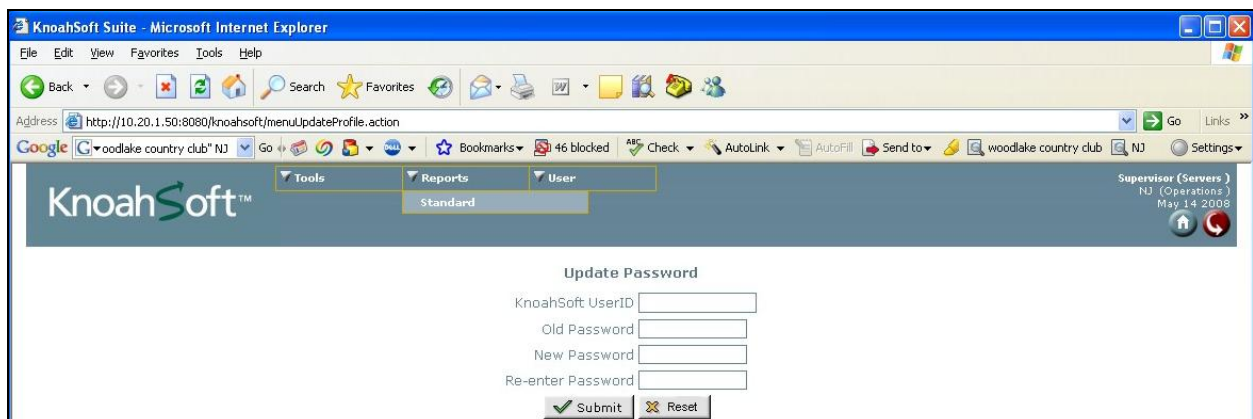 KnoahSoft Suite - Microsoft Internet Explorer
File Edit View Favorites Tools Help
Back Search Favorites W
Address http://10.20.1.50:8080/knoahsoft/menuUpdateProfile.action Go Links »
Google G oodlake country club" NJ Go Bookmarks 46 blocked ABC Check AutoLink AutoFill Send to woodlake country club NJ Settings
KnoahSoft™
Tools Reports User
Standard
Supervisor (Servers )
NJ (Operations )
May 14 2008
Update Password
KnoahSoft UserID
Old Password
New Password
Re-enter Password
Submit Reset